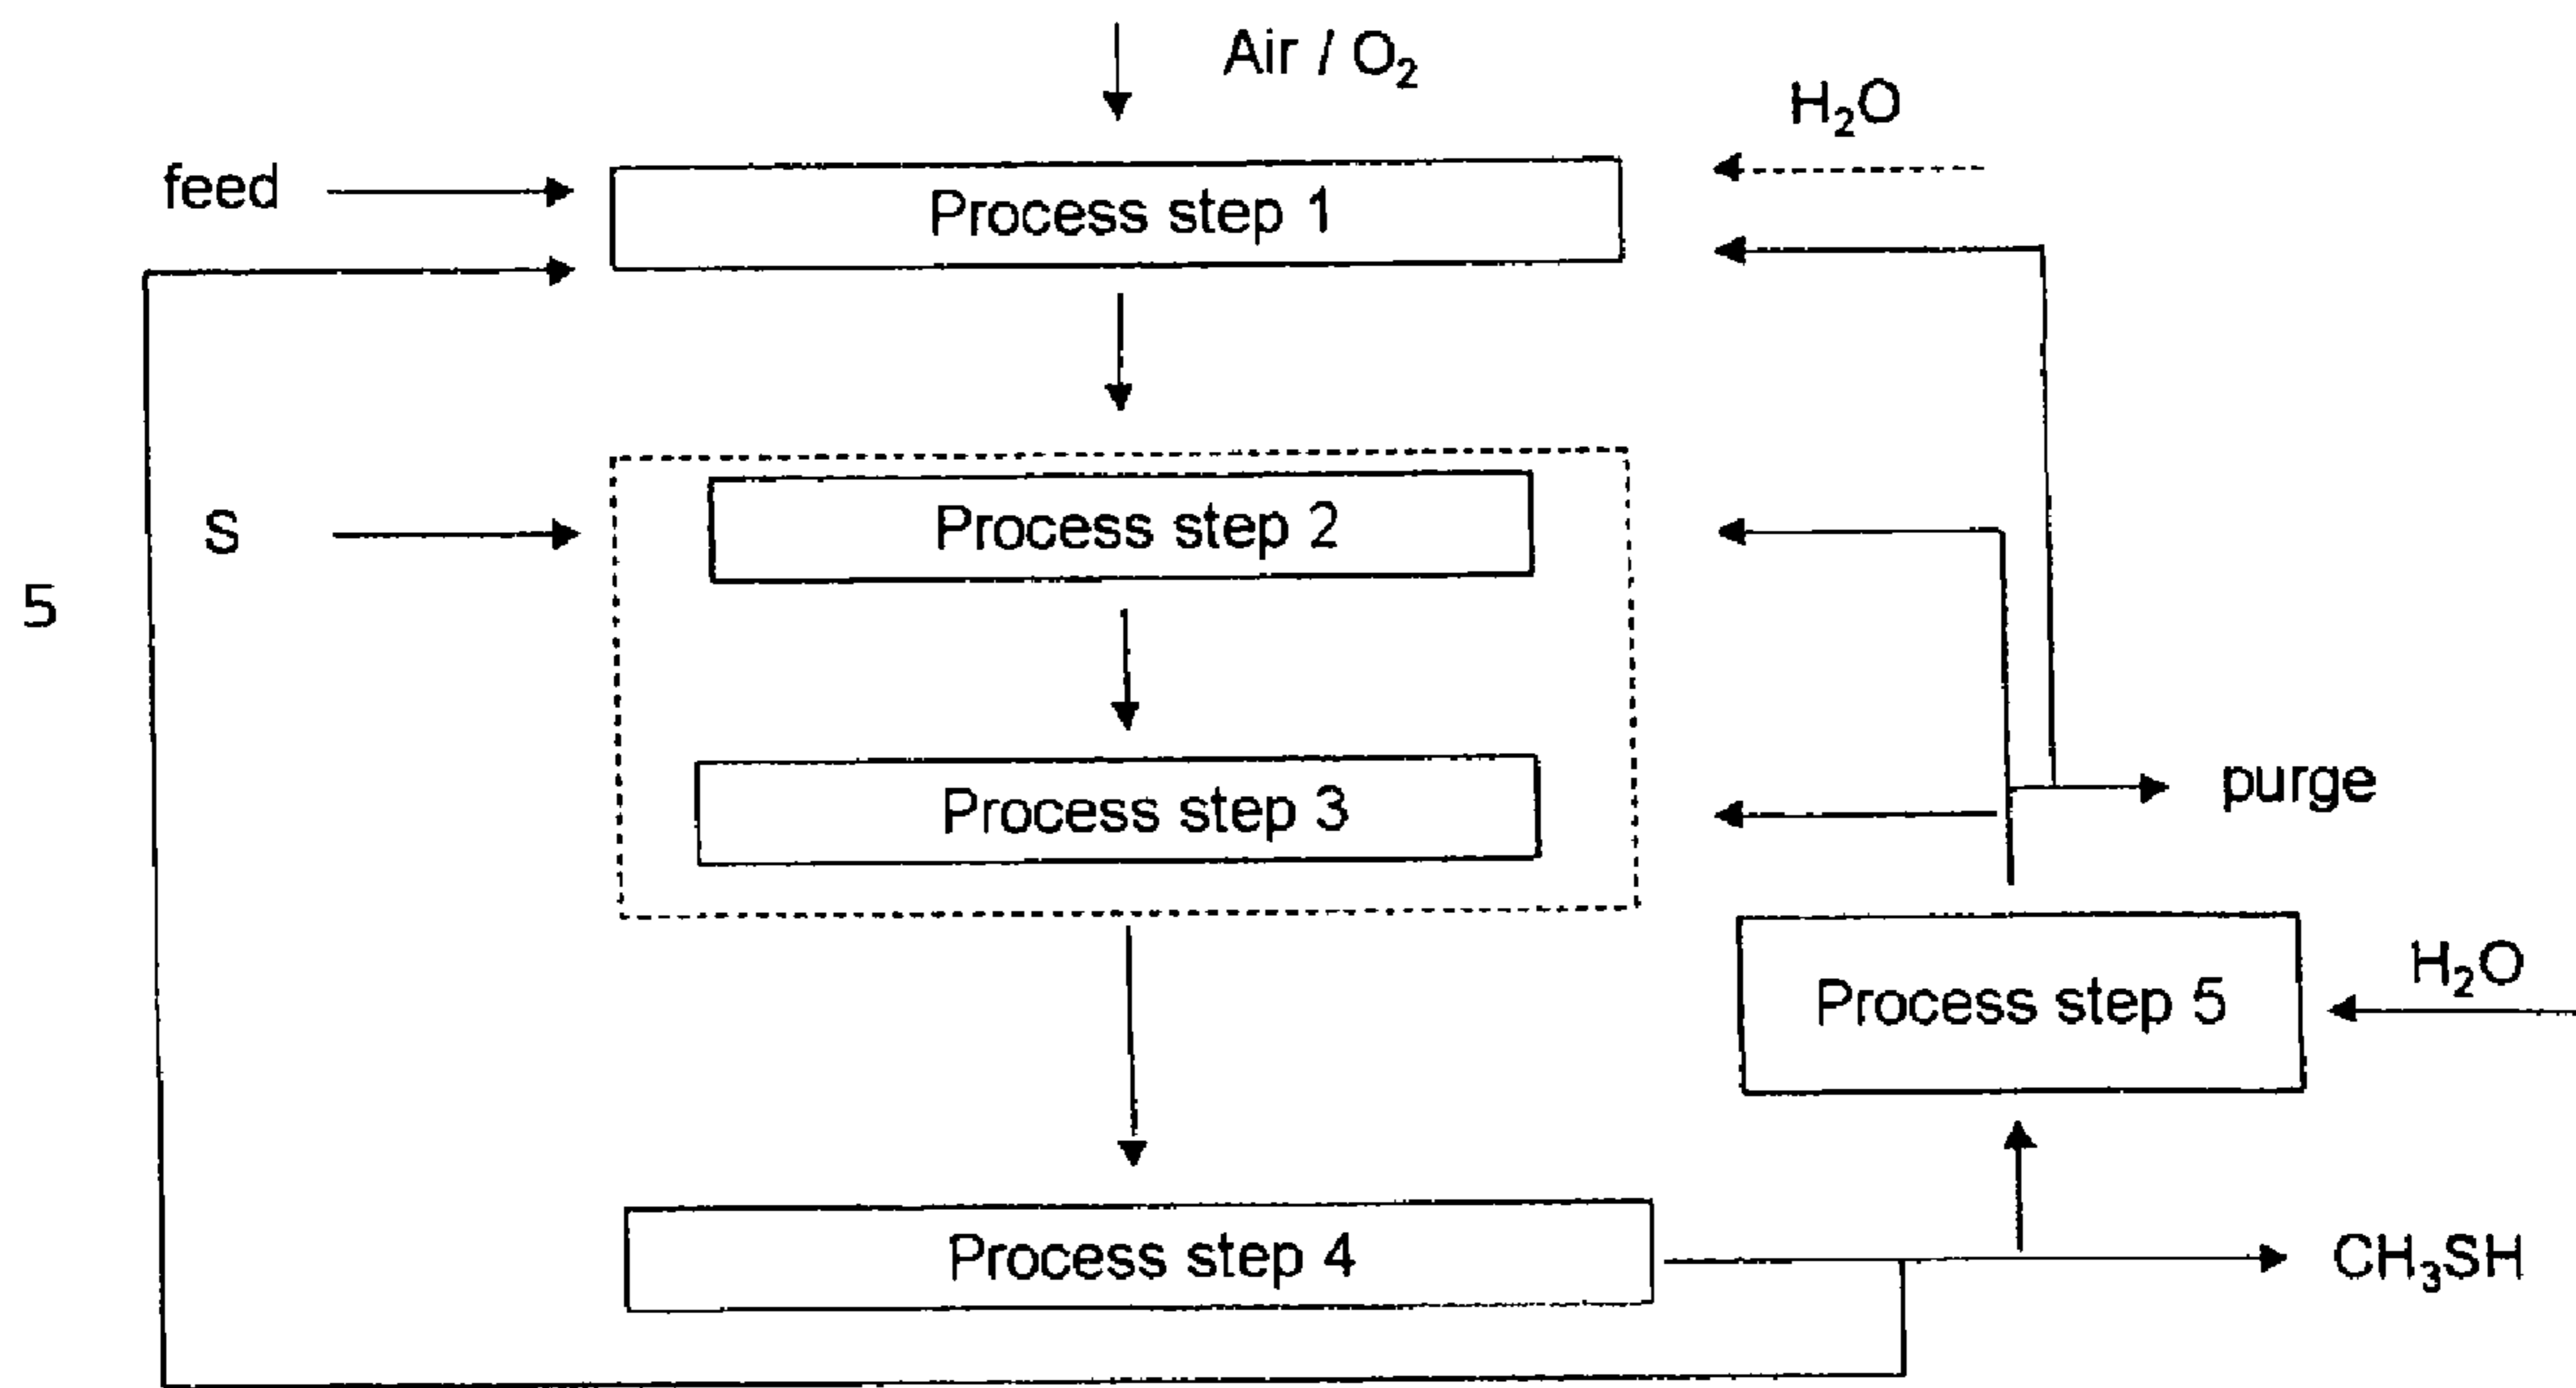 Air / O₂
H₂O
feed
Process step 1
S
Process step 2
5
Process step 3
purge
H₂O
Process step 5
Process step 4
CH₃SH